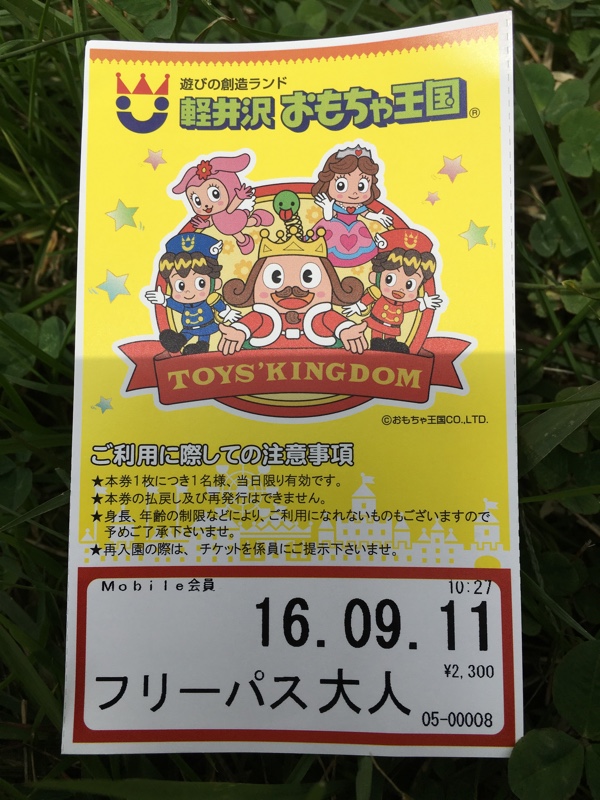 遊びの創造ランド
軽井沢 おもちゃ王国®
TOYS'KINGDOM
©おもちゃ王国CO.,LTD.
ご利用に際しての注意事項
★本券1枚につき1名様、当日限り有効です。
★本券の払戻し及び再発行はできません。
★身長、年齢の制限などにより、ご利用になれないものもございますので
予めご了承下さいませ。
★再入園の際は、チケットを係員にご提示下さいませ。
Mobile会員 10:27
16.09.11
¥2,300
フリーパス大人
05-00008